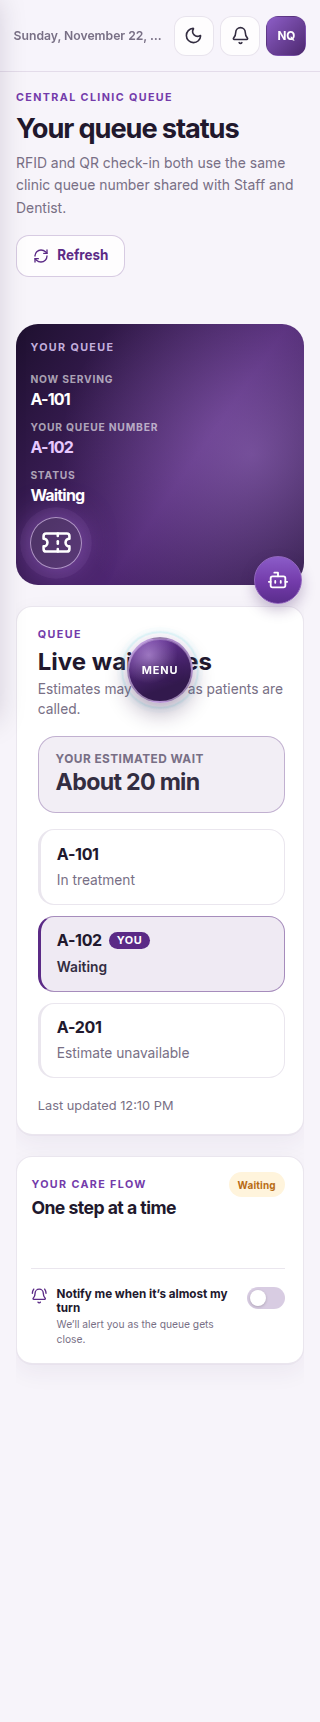 Sunday, November 22, ...
NQ
CENTRAL CLINIC QUEUE
Your queue status
RFID and QR check-in both use the same
clinic queue number shared with Staff and
Dentist.
Refresh
YOUR QUEUE
NOW SERVING
A-101
YOUR QUEUE NUMBER
A-102
STATUS
Waiting
QUEUE
Live wai es
MENU
Estimates may as patients are
called.
YOUR ESTIMATED WAIT
About 20 min
A-101
In treatment
A-102 YOU
Waiting
A-201
Estimate unavailable
Last updated 12:10 PM
YOUR CARE FLOW
Waiting
One step at a time
Notify me when it’s almost my
turn
We’ll alert you as the queue gets
close.